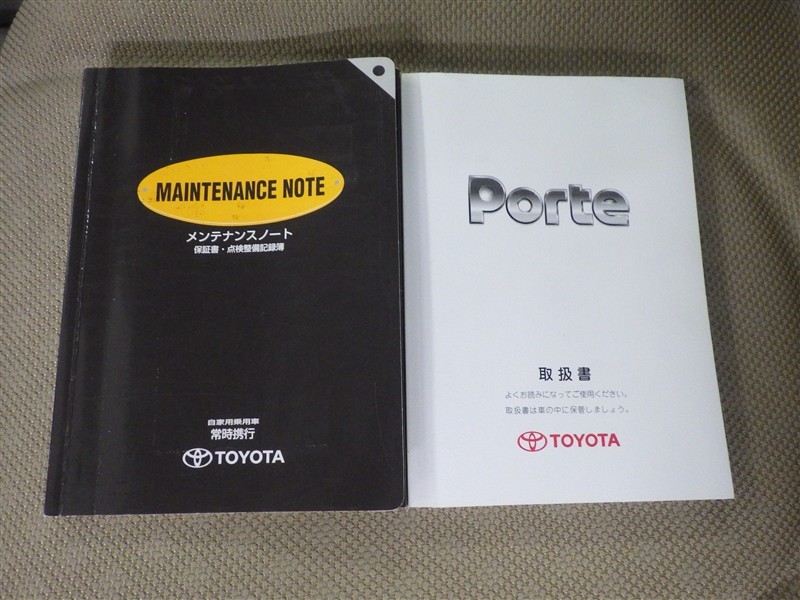 MAINTENANCE NOTE
メンテナンスノート
保証書・点検整備記録簿
自家用乗用車
常時携行
TOYOTA
Porte
取扱書
よくお読みになってご使用ください。
取扱書は車の中に保管しましょう。
TOYOTA